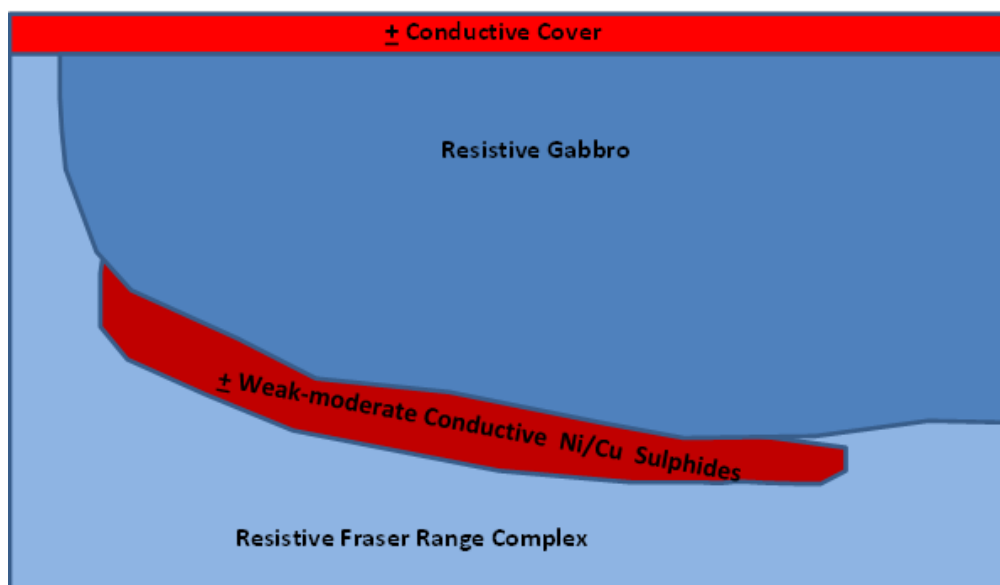 ± Conductive Cover
Resistive Gabbro
± Weak-moderate Conductive Ni/Cu Sulphides
Resistive Fraser Range Complex